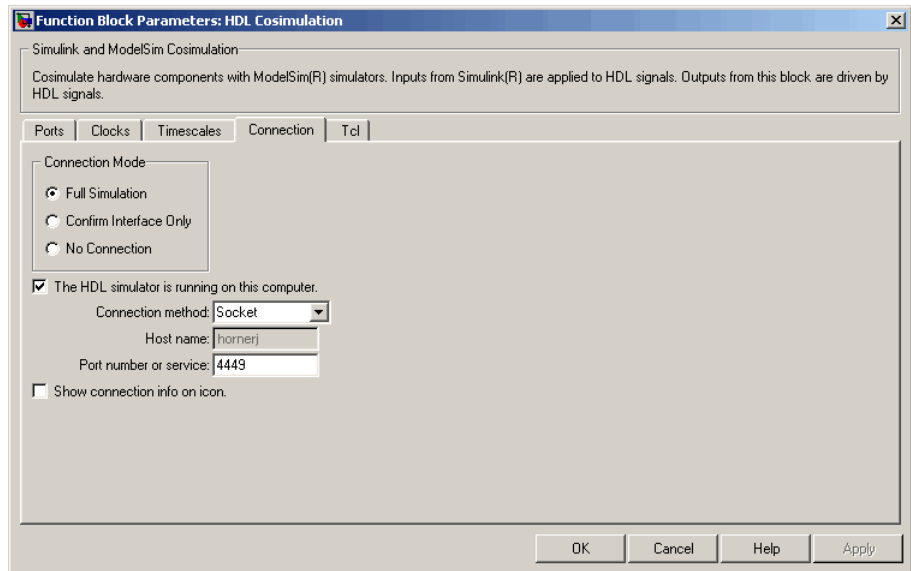 Function Block Parameters: HDL Cosimulation
Simulink and ModelSim Cosimulation
Cosimulate hardware components with ModelSim(R) simulators. Inputs from Simulink(R) are applied to HDL signals. Outputs from this block are driven by
HDL signals.
Ports Clocks Timescales Connection Tcl
Connection Mode
Full Simulation
Confirm Interface Only
No Connection
The HDL simulator is running on this computer.
Connection method: Socket
Host name: hornerj
Port number or service: 4449
Show connection info on icon.
OK Cancel Help Apply